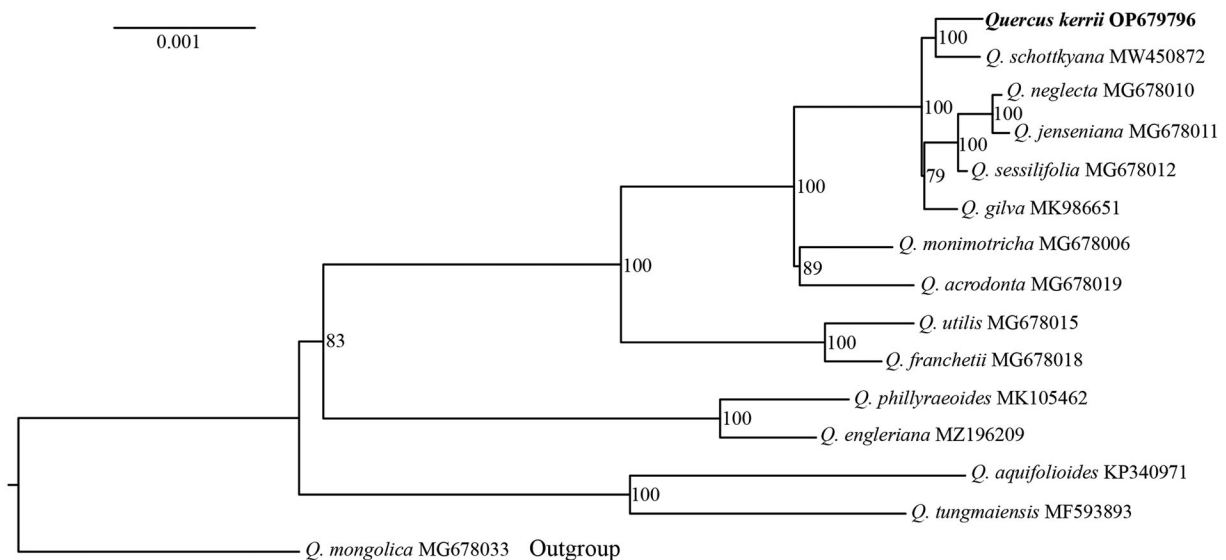 0.001
Quercus kerrii OP679796
100
Q. schottkyana MW450872
Q. neglecta MG678010
100
100
Q. jenseniana MG678011
100
Q. sessilifolia MG678012
79
100
Q. gilva MK986651
Q. monimotricha MG678006
100
89
Q. acrodonta MG678019
Q. utilis MG678015
83
100
Q. franchetii MG678018
Q. phillyraeoides MK105462
100
Q. engleriana MZ196209
Q. aquifolioides KP340971
100
Q. tungmaiensis MF593893
Q. mongolica MG678033 Outgroup